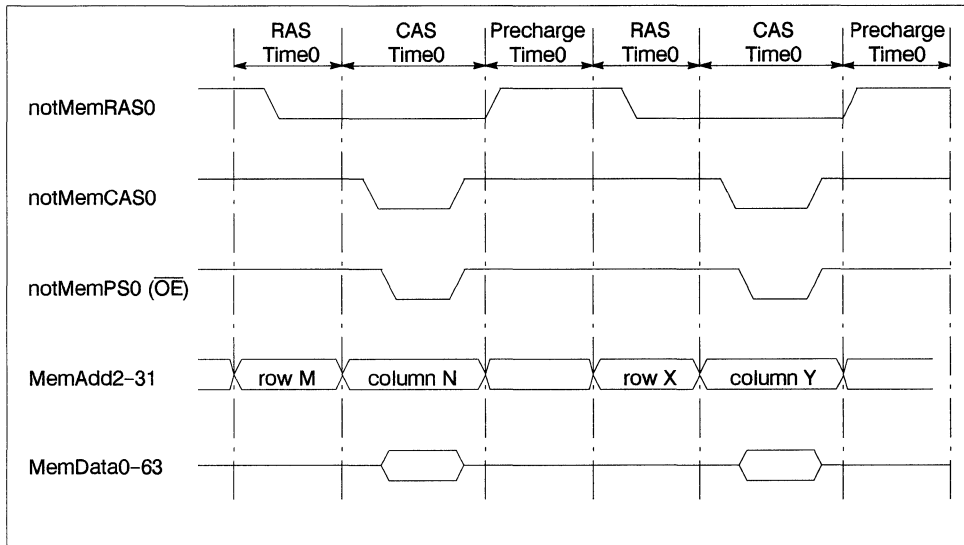 RAS CAS Precharge RAS CAS Precharge
Time0 Time0 Time0 Time0 Time0 Time0
notMemRAS0
notMemCAS0
notMemPS0 (OE)
MemAdd2-31 row M column N row X column Y
MemData0-63